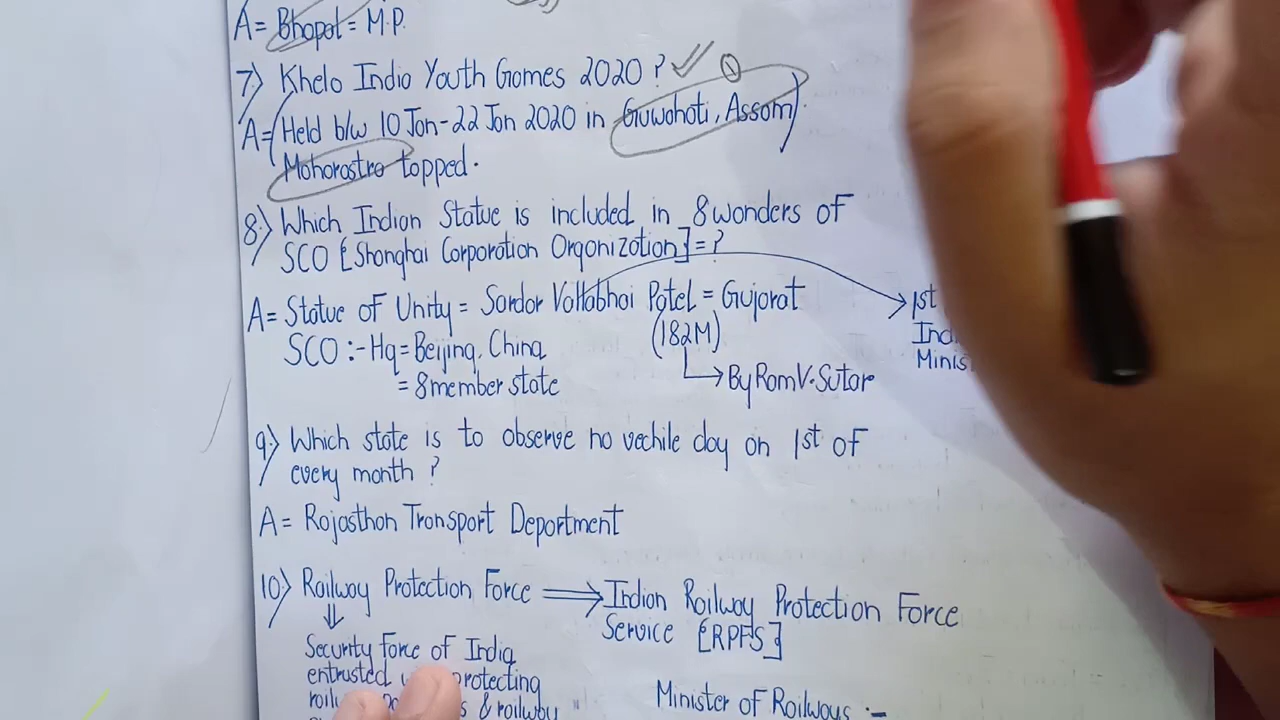 A= Bhopal = M.P.
7) Khelo India Youth Games 2020 ?
A= Held b/w 10 Jan-22 Jan 2020 in Guwahati, Assam
Maharastra topped.
8) Which Indian Statue is included in 8 wonders of
SCO [Shanghai Corporation Organization] = ?
A= Statue of Unity = Sardar Vallabhai Patel = Gujarat
(182M)
By Ram V. Sutar
SCO :- Hq = Beijing, China
= 8 member state
1st
Ind
Minis
9) Which state is to observe no vechile day on 1st of
every month ?
A= Rajasthan Transport Department
10) Railway Protection Force ⟹ Indian Railway Protection Force
Service [RPFS]
Security force of India
entrusted protecting
& railway
Minister of Railways :-